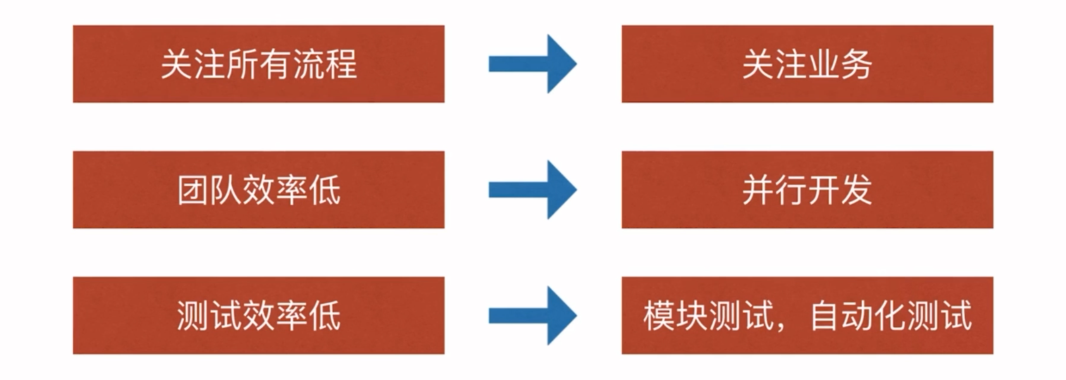 关注所有流程
关注业务
团队效率低
并行开发
测试效率低
模块测试，自动化测试